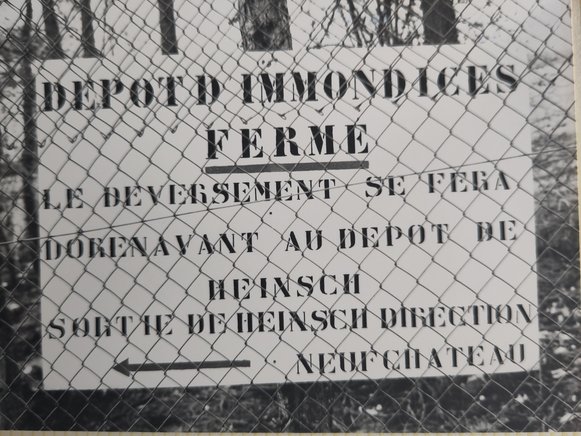 DEPOT D IMMONDICES
FERME
LE DEVERSEMENT SE FERA
DORENAVANT AU DEPOT DE
HEINSCH
SORTIE DE HEINSCH DIRECTION
NEUFCHATEAU